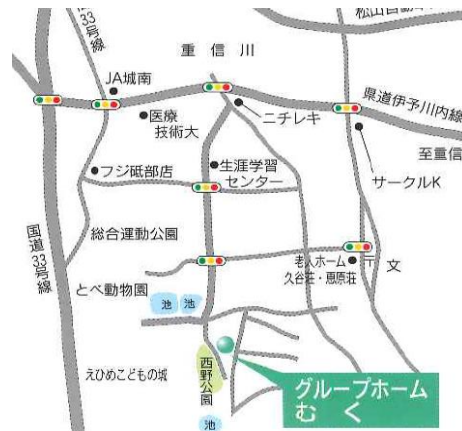 松山自動車道
重信川
旧国道33号線
JA城南
医療
技術大
ニチレキ
県道伊予川内線
至重信
サークルK
フジ砥部店
生涯学習
センター
国道33号線
総合運動公園
とべ動物園
老人ホーム
久谷荘・恵原荘
〒
文
池
池
えひめこどもの城
西野公園
池
グループホーム
むく